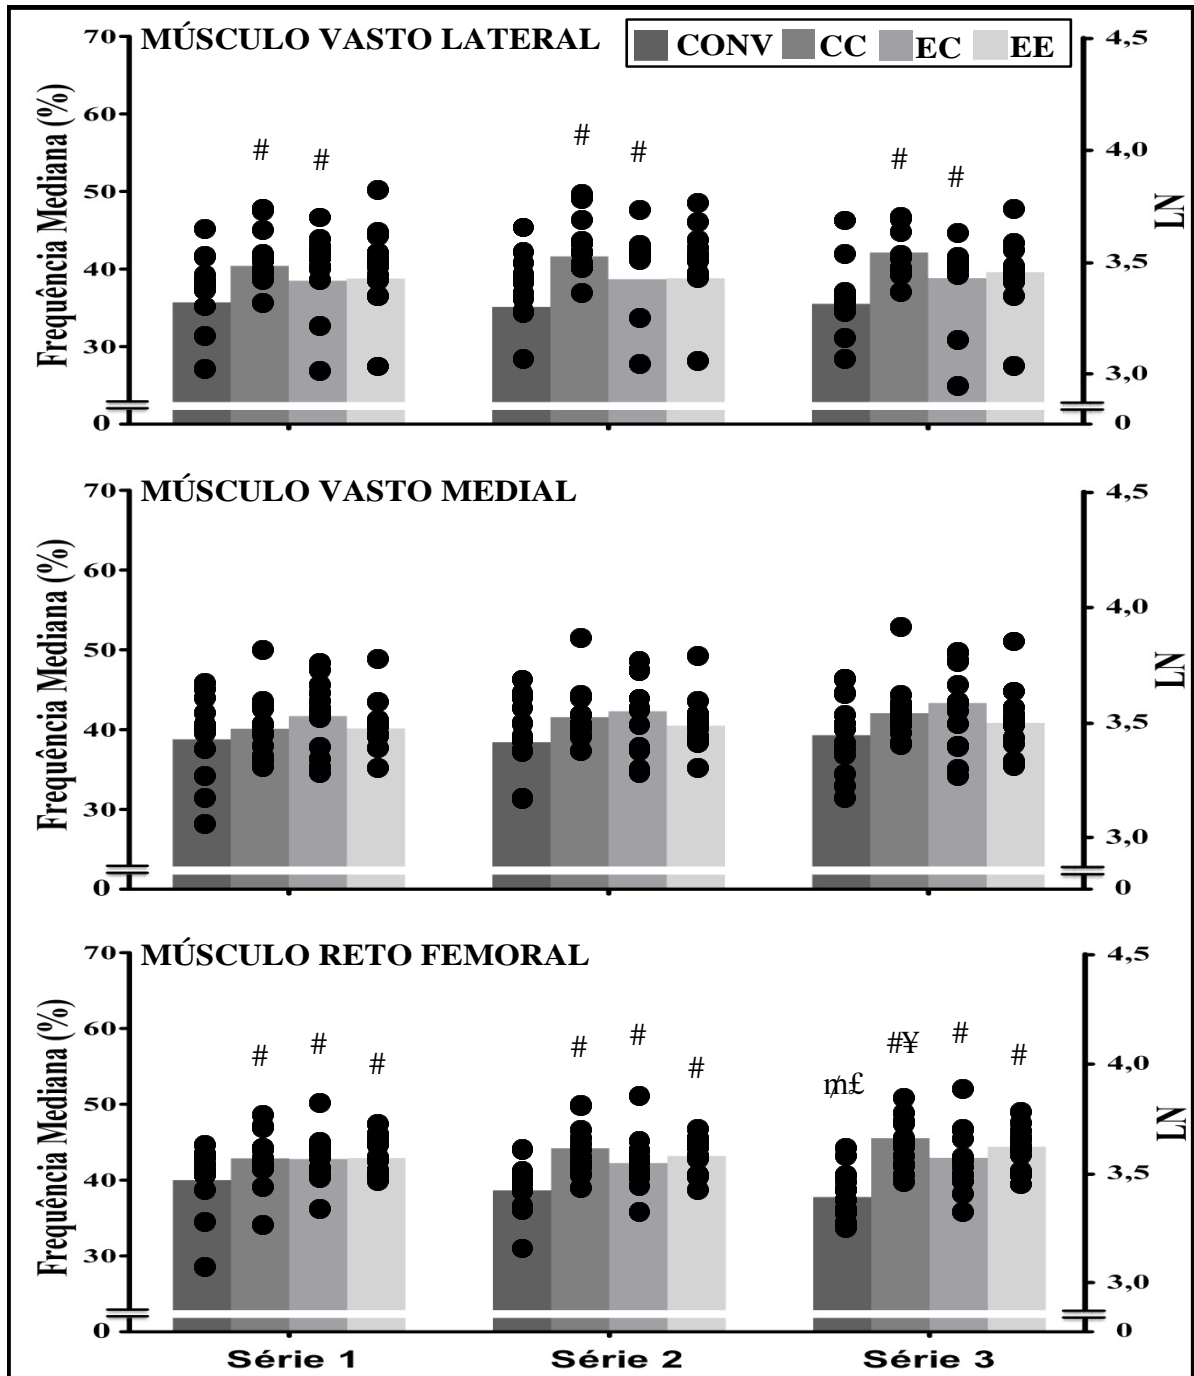 MÚSCULO VASTO LATERAL
CONV CC EC EE
Frequência Mediana (%)
70
60
50
40
30
0
# #
# #
# #
4,5
4,0
3,5
3,0
0
LN
MÚSCULO VASTO MEDIAL
Frequência Mediana (%)
70
60
50
40
30
0
4,5
4,0
3,5
3,0
0
LN
MÚSCULO RETO FEMORAL
Frequência Mediana (%)
70
60
50
40
30
0
# # #
# # #
₥£ #¥ # #
4,5
4,0
3,5
3,0
0
LN
Série 1 Série 2 Série 3